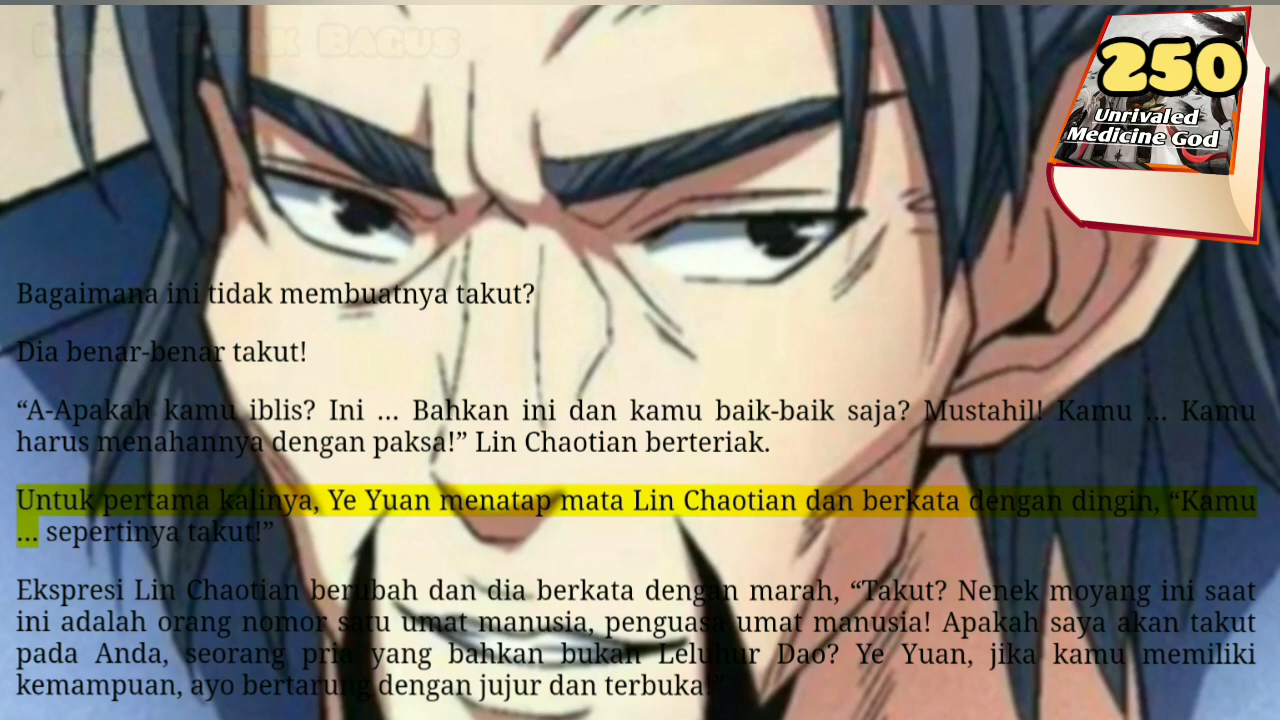 KAMU TIDAK BAGUS
250
Unrivaled
Medicine God
Bagaimana ini tidak membuatnya takut?
Dia benar-benar takut!
“A-Apakah kamu iblis? Ini … Bahkan ini dan kamu baik-baik saja? Mustahil! Kamu … Kamu
harus menahannya dengan paksa!” Lin Chaotian berteriak.
Untuk pertama kalinya, Ye Yuan menatap mata Lin Chaotian dan berkata dengan dingin, “Kamu
… sepertinya takut!”
Ekspresi Lin Chaotian berubah dan dia berkata dengan marah, “Takut? Nenek moyang ini saat
ini adalah orang nomor satu umat manusia, penguasa umat manusia! Apakah saya akan takut
pada Anda, seorang pria yang bahkan bukan Leluhur Dao? Ye Yuan, jika kamu memiliki
kemampuan, ayo bertarung dengan jujur dan terbuka!”